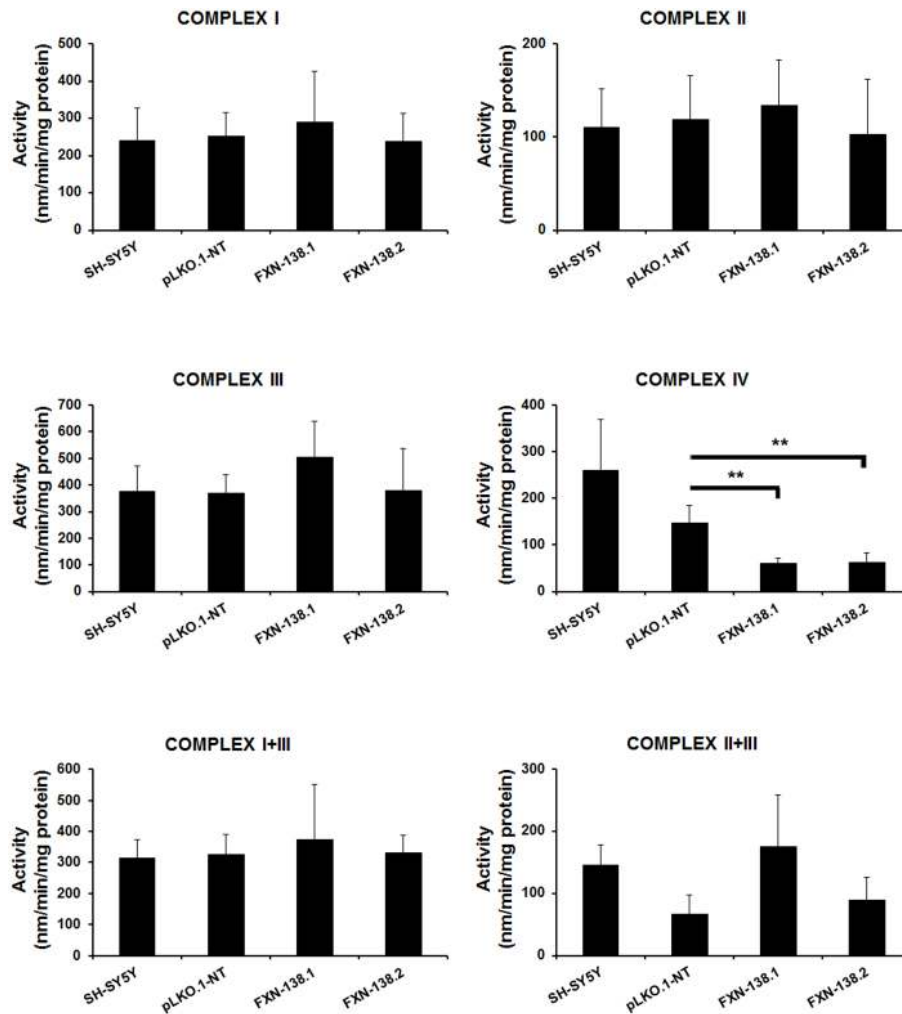 COMPLEX I
Activity
(nm/min/mg protein)
500
400
300
200
100
0
SH-SY5Y
pLKO.1-NT
FXN-138.1
FXN-138.2
COMPLEX II
Activity
(nm/min/mg protein)
200
100
0
SH-SY5Y
pLKO.1-NT
FXN-138.1
FXN-138.2
COMPLEX III
Activity
(nm/min/mg protein)
700
600
500
400
300
200
100
0
SH-SY5Y
pLKO.1-NT
FXN-138.1
FXN-138.2
COMPLEX IV
Activity
(nm/min/mg protein)
400
300
200
100
0
**
**
SH-SY5Y
pLKO.1-NT
FXN-138.1
FXN-138.2
COMPLEX I+III
Activity
(nm/min/mg protein)
600
500
400
300
200
100
0
SH-SY5Y
pLKO.1-NT
FXN-138.1
FXN-138.2
COMPLEX II+III
Activity
(nm/min/mg protein)
300
200
100
0
SH-SY5Y
pLKO.1-NT
FXN-138.1
FXN-138.2